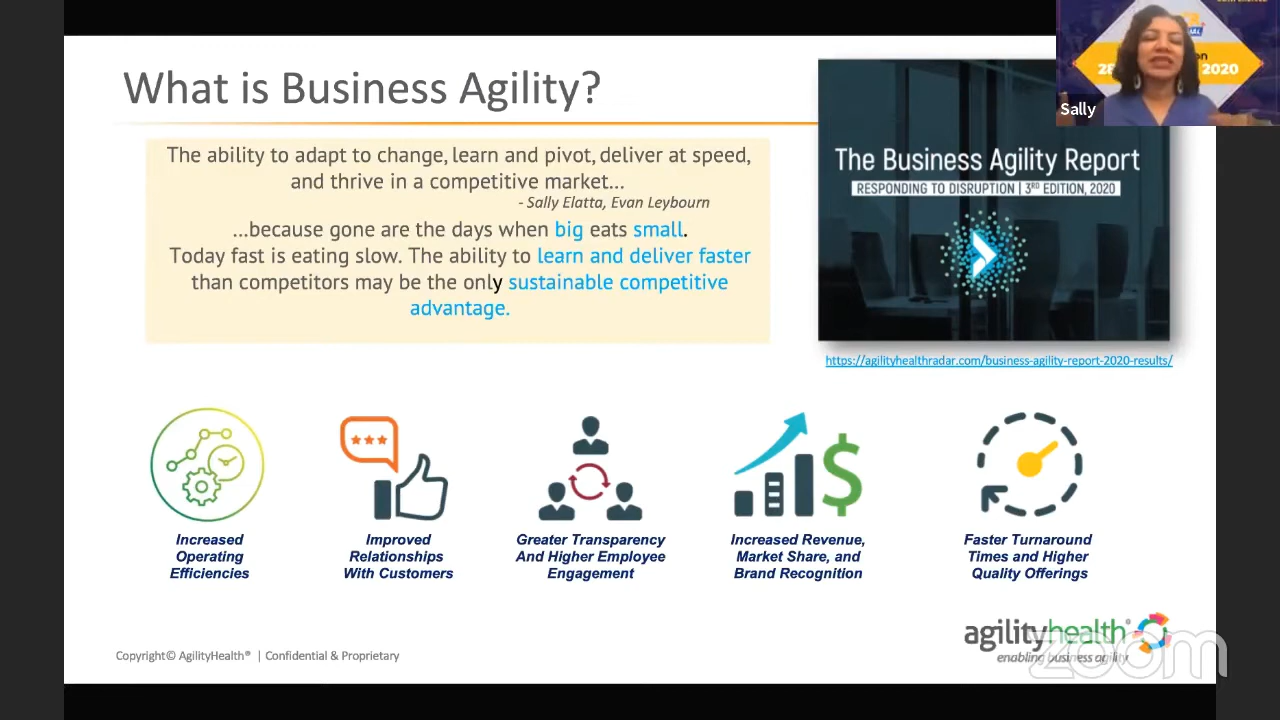 What is Business Agility?
The ability to adapt to change, learn and pivot, deliver at speed,
and thrive in a competitive market...
- Sally Elatta, Evan Leybourn
...because gone are the days when big eats small.
Today fast is eating slow. The ability to learn and deliver faster
than competitors may be the only sustainable competitive
advantage.
28
2020
Sally
The Business Agility Report
RESPONDING TO DISRUPTION | 3RD EDITION, 2020
https://agilityhealthradar.com/business-agility-report-2020-results/
Increased
Operating
Efficiencies
Improved
Relationships
With Customers
Greater Transparency
And Higher Employee
Engagement
Increased Revenue,
Market Share, and
Brand Recognition
Faster Turnaround
Times and Higher
Quality Offerings
Copyright© AgilityHealth® | Confidential & Proprietary
agilityhealth®
enabling business agility
zoom